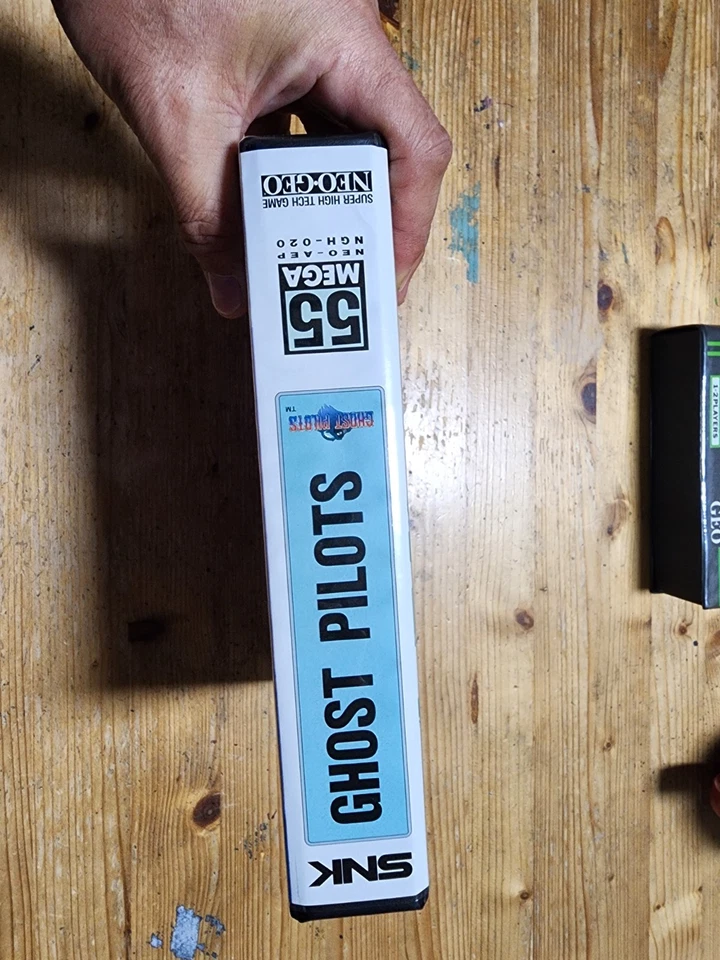 SNK
GHOST PILOTS
GHOST PILOTS
TM
55
MEGA
NGH-020
NEO-AEP
SUPER HIGH TECH GAME
NEO·GEO
1-2 PLAYERS
GEO